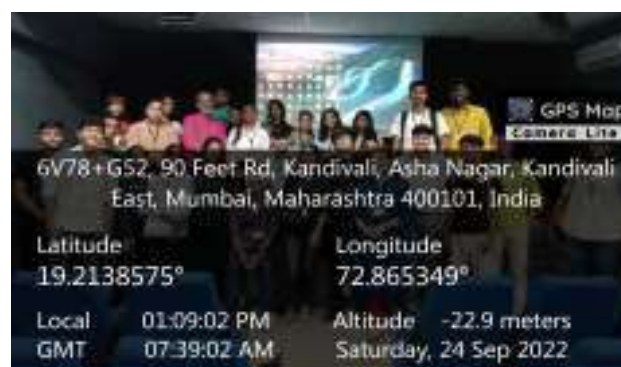 GPS Map
Camera Lite
6V78+G52, 90 Feet Rd, Kandivali, Asha Nagar, Kandivali
East, Mumbai, Maharashtra 400101, India
Latitude
19.2138575°
Longitude
72.865349°
Local 01:09:02 PM
GMT 07:39:02 AM
Altitude -22.9 meters
Saturday, 24 Sep 2022